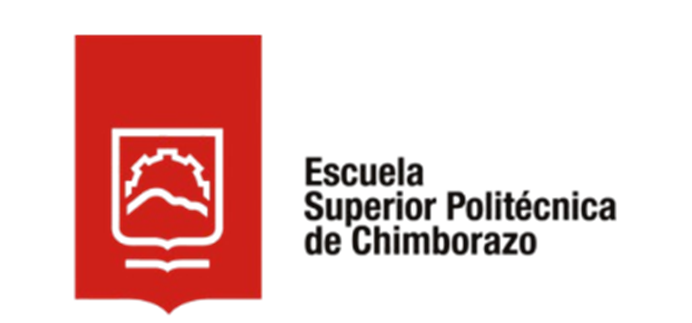 Escuela
Superior Politécnica
de Chimborazo